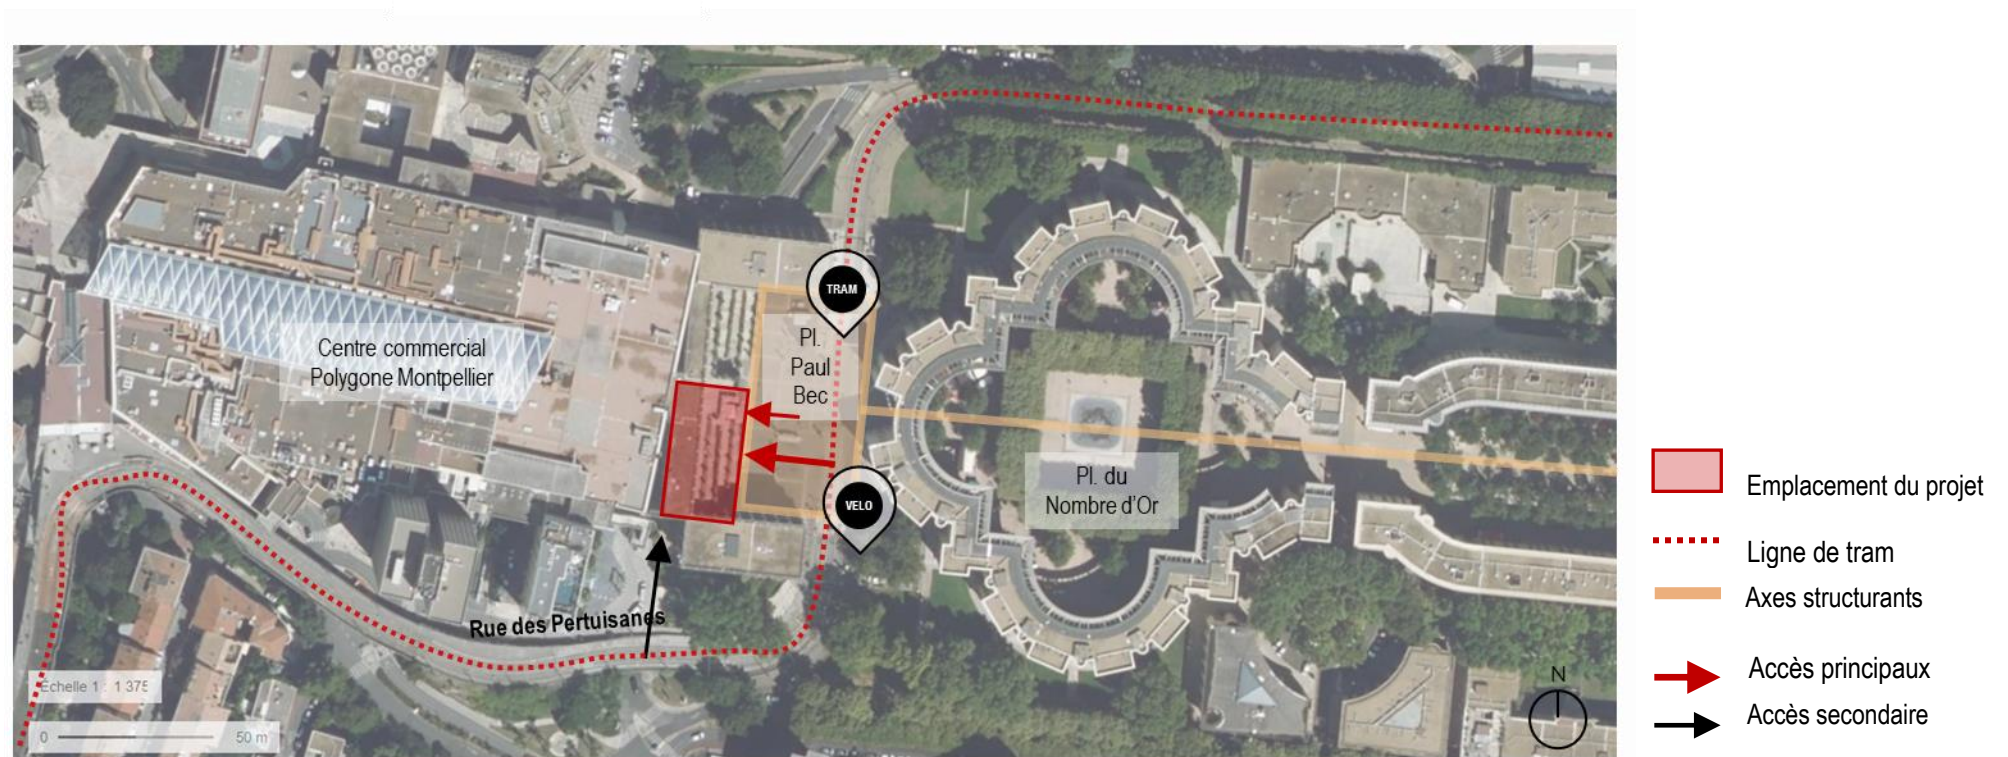 TRAM
Pl.
Paul
Bec
Centre commercial
Polygone Montpellier
Pl. du
Nombre d'Or
VELO
Rue des Pertuisanes
Echelle 1 : 1 375
0
50 m
N
Emplacement du projet
Ligne de tram
Axes structurants
Accès principaux
Accès secondaire